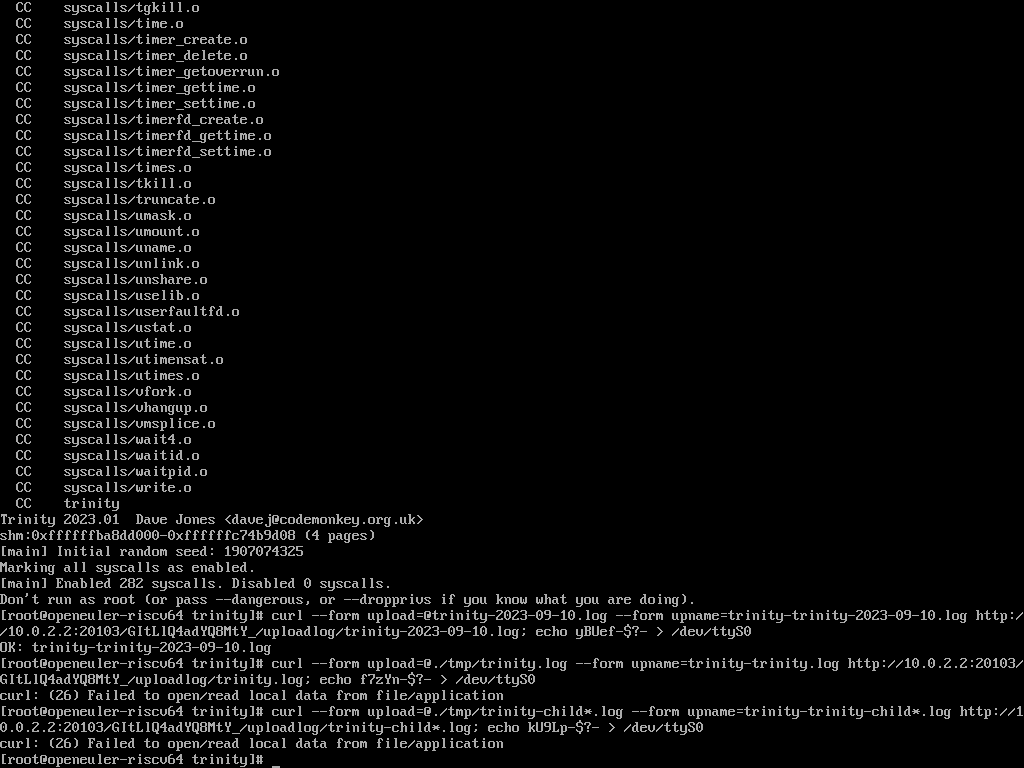 CC    syscalls/tgkill.o
CC    syscalls/time.o
CC    syscalls/timer_create.o
CC    syscalls/timer_delete.o
CC    syscalls/timer_getoverrun.o
CC    syscalls/timer_gettime.o
CC    syscalls/timer_settime.o
CC    syscalls/timerfd_create.o
CC    syscalls/timerfd_gettime.o
CC    syscalls/timerfd_settime.o
CC    syscalls/times.o
CC    syscalls/tkill.o
CC    syscalls/truncate.o
CC    syscalls/umask.o
CC    syscalls/umount.o
CC    syscalls/uname.o
CC    syscalls/unlink.o
CC    syscalls/unshare.o
CC    syscalls/uselib.o
CC    syscalls/userfaultfd.o
CC    syscalls/ustat.o
CC    syscalls/utime.o
CC    syscalls/utimensat.o
CC    syscalls/utimes.o
CC    syscalls/vfork.o
CC    syscalls/vhangup.o
CC    syscalls/vmsplice.o
CC    syscalls/wait4.o
CC    syscalls/waitid.o
CC    syscalls/waitpid.o
CC    syscalls/write.o
CC    trinity
Trinity 2023.01  Dave Jones <davej@codemonkey.org.uk>
shm:0xffffffba8dd000-0xffffffc74b9d08 (4 pages)
[main] Initial random seed: 1907074325
Marking all syscalls as enabled.
[main] Enabled 282 syscalls. Disabled 0 syscalls.
Don't run as root (or pass --dangerous, or --dropprivs if you know what you are doing).
[root@openeuler-riscv64 trinity]# curl --form upload=@trinity-2023-09-10.log --form upname=trinity-trinity-2023-09-10.log http:/
/10.0.2.2:20103/GItLlQ4adYQ8MtY_/uploadlog/trinity-2023-09-10.log; echo yBUef-$?- > /dev/ttyS0
OK: trinity-trinity-2023-09-10.log
[root@openeuler-riscv64 trinity]# curl --form upload=@./tmp/trinity.log --form upname=trinity-trinity.log http://10.0.2.2:20103/
GItLlQ4adYQ8MtY_/uploadlog/trinity.log; echo f7zYn-$?- > /dev/ttyS0
curl: (26) Failed to open/read local data from file/application
[root@openeuler-riscv64 trinity]# curl --form upload=@./tmp/trinity-child*.log --form upname=trinity-trinity-child*.log http://1
0.0.2.2:20103/GItLlQ4adYQ8MtY_/uploadlog/trinity-child*.log; echo kU9Lp-$?- > /dev/ttyS0
curl: (26) Failed to open/read local data from file/application
[root@openeuler-riscv64 trinity]# _